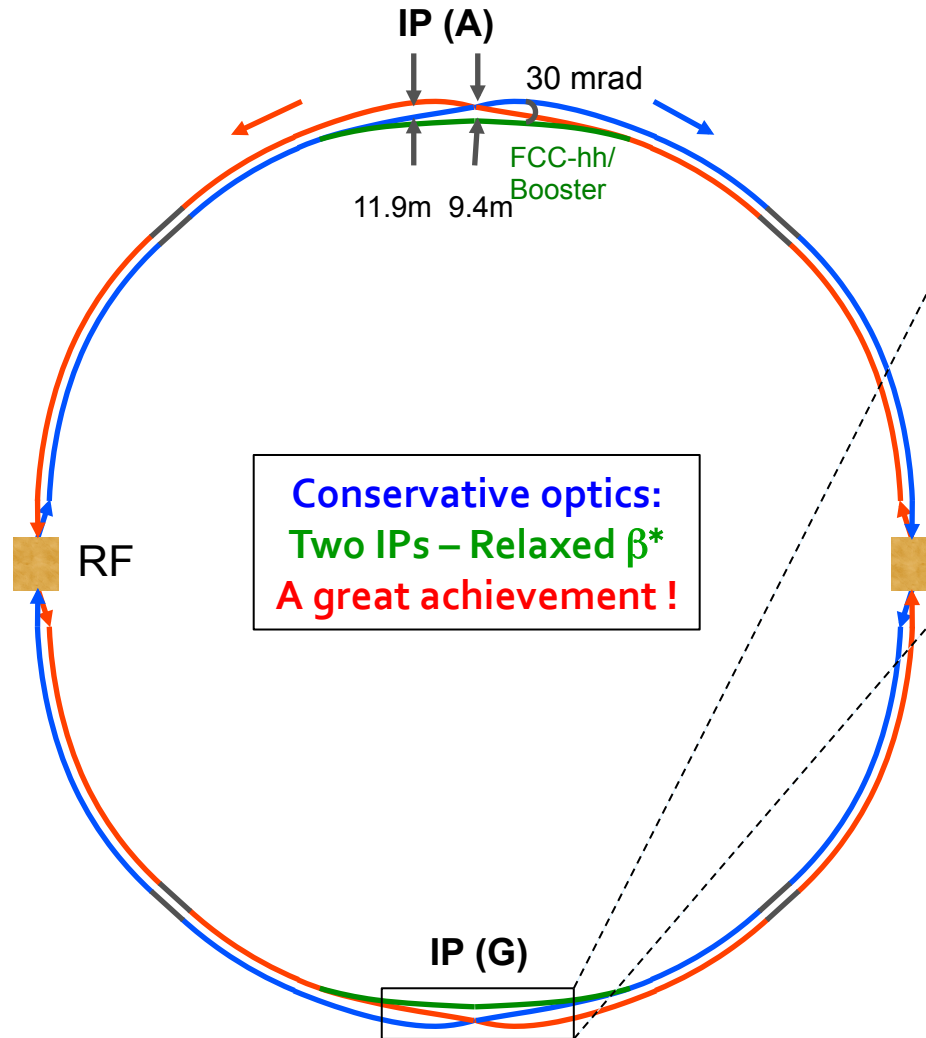 IP (A)
30 mrad
FCC-hh/
Booster
11.9m 9.4m
Conservative optics:
Two IPs – Relaxed β*
A great achievement !
RF
IP (G)